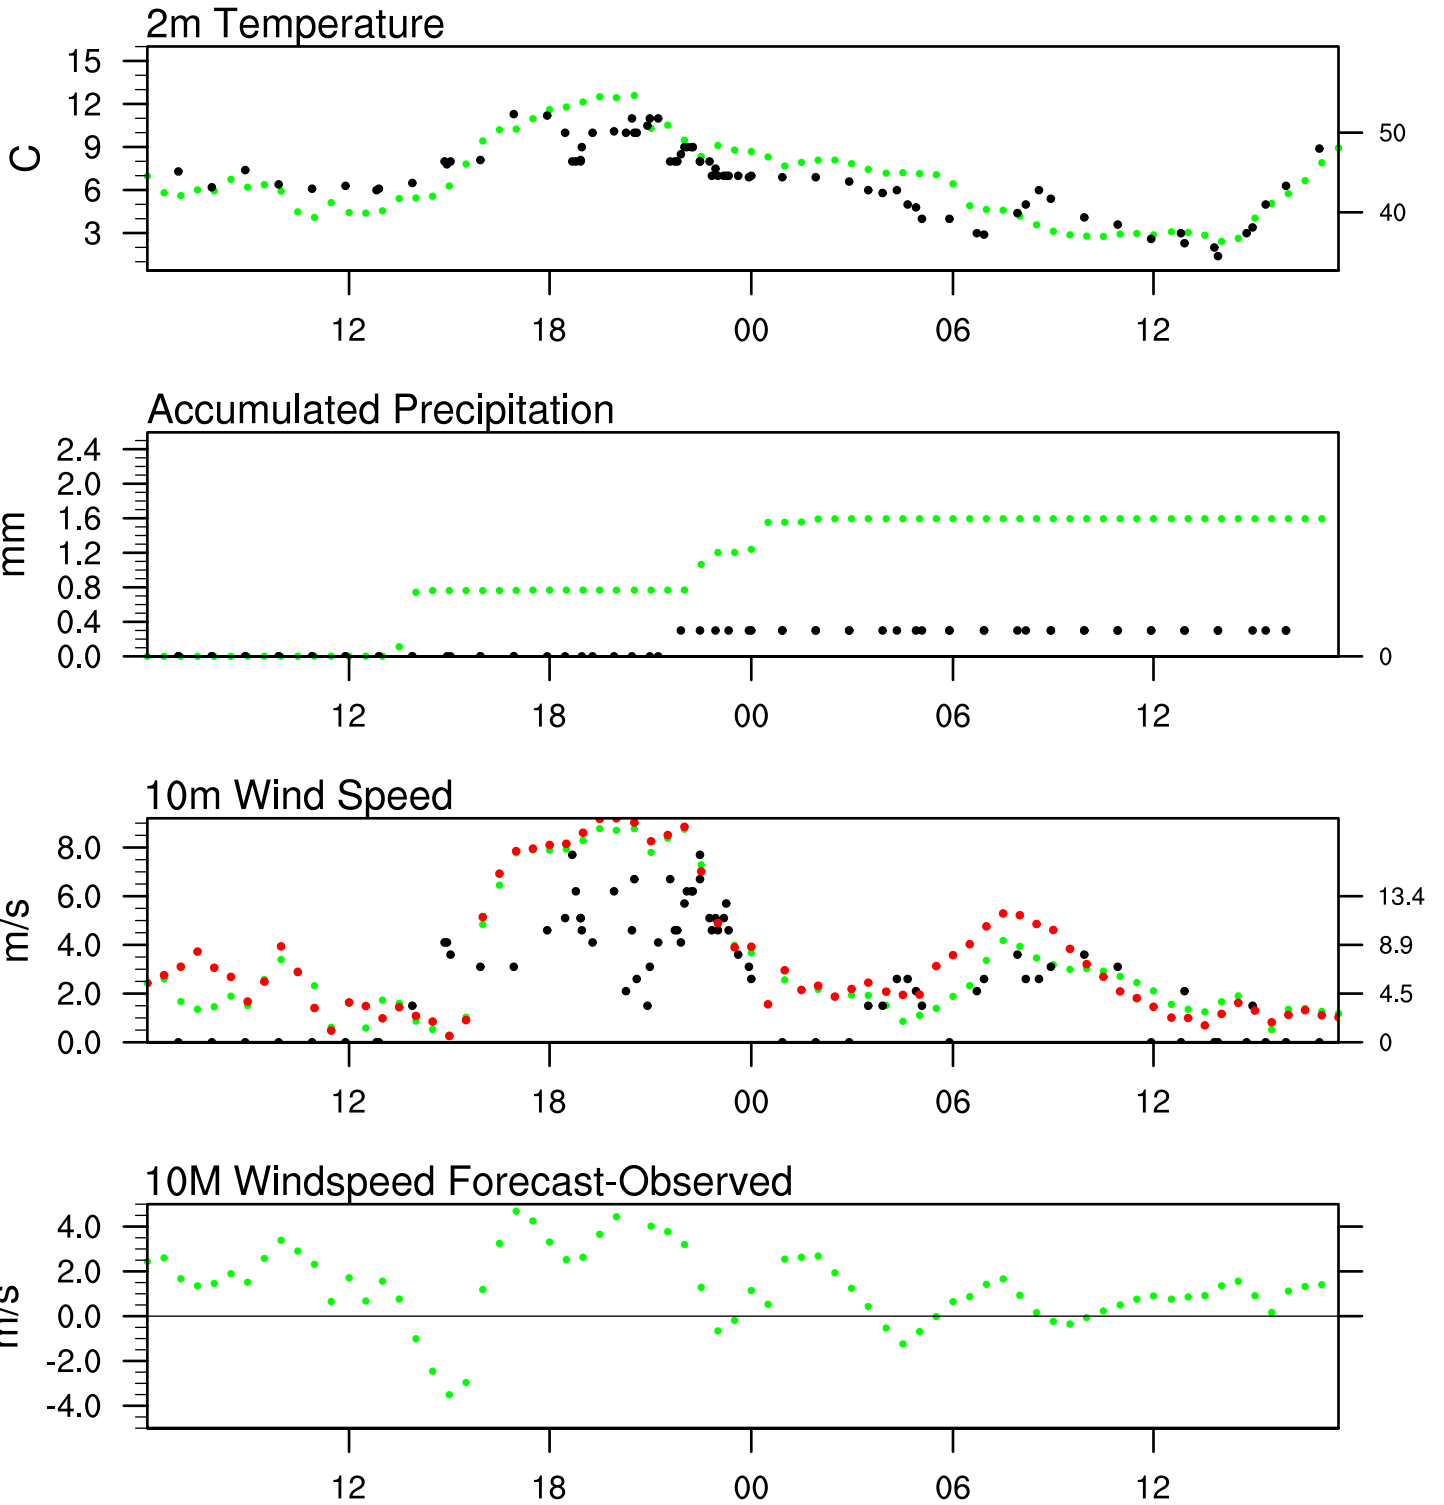 2m Temperature
15
12
9
6
3
C
50
40
12 18 00 06 12
Accumulated Precipitation
2.4
2.0
1.6
1.2
0.8
0.4
0.0
mm
0
12 18 00 06 12
10m Wind Speed
8.0
6.0
4.0
2.0
0.0
m/s
13.4
8.9
4.5
0
12 18 00 06 12
10M Windspeed Forecast-Observed
4.0
2.0
0.0
-2.0
-4.0
m/s
12 18 00 06 12